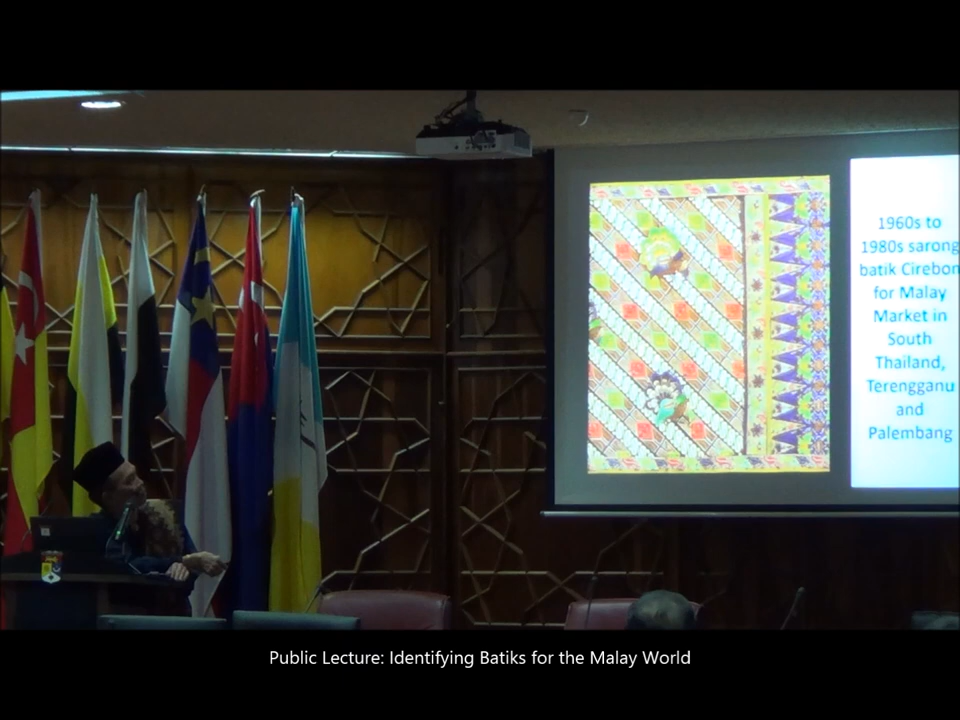 1960s to
1980s sarong
batik Cirebon
for Malay
Market in
South
Thailand,
Terengganu
and
Palembang
Public Lecture: Identifying Batiks for the Malay World